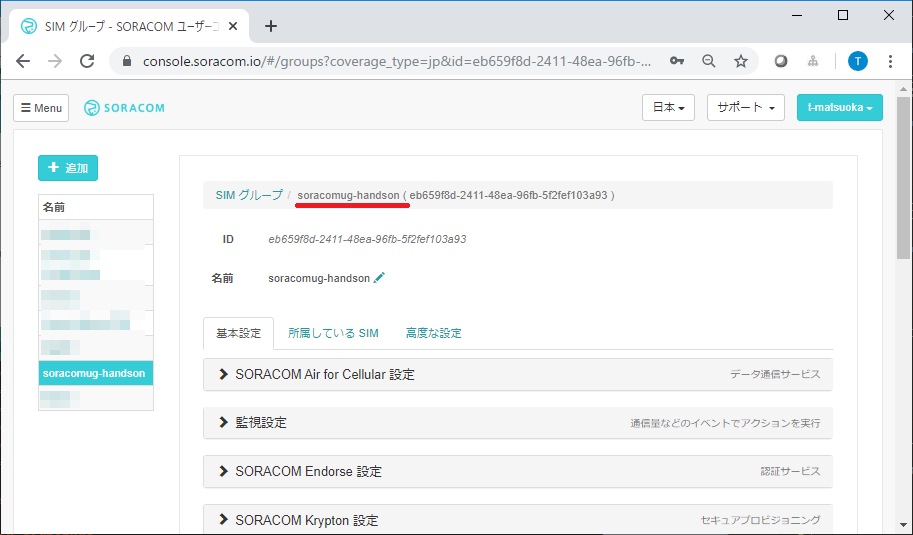 SIM グループ - SORACOM ユーザーコ
console.soracom.io/#/groups?coverage_type=jp&id=eb659f8d-2411-48ea-96fb-...
T
Menu
SORACOM
日本
サポート
t-matsuoka
追加
名前
soracomug-handson
SIM グループ / soracomug-handson ( eb659f8d-2411-48ea-96fb-5f2fef103a93 )
ID eb659f8d-2411-48ea-96fb-5f2fef103a93
名前 soracomug-handson
基本設定 所属している SIM 高度な設定
SORACOM Air for Cellular 設定 データ通信サービス
監視設定 通信量などのイベントでアクションを実行
SORACOM Endorse 設定 認証サービス
SORACOM Krypton 設定 セキュアプロビジョニング